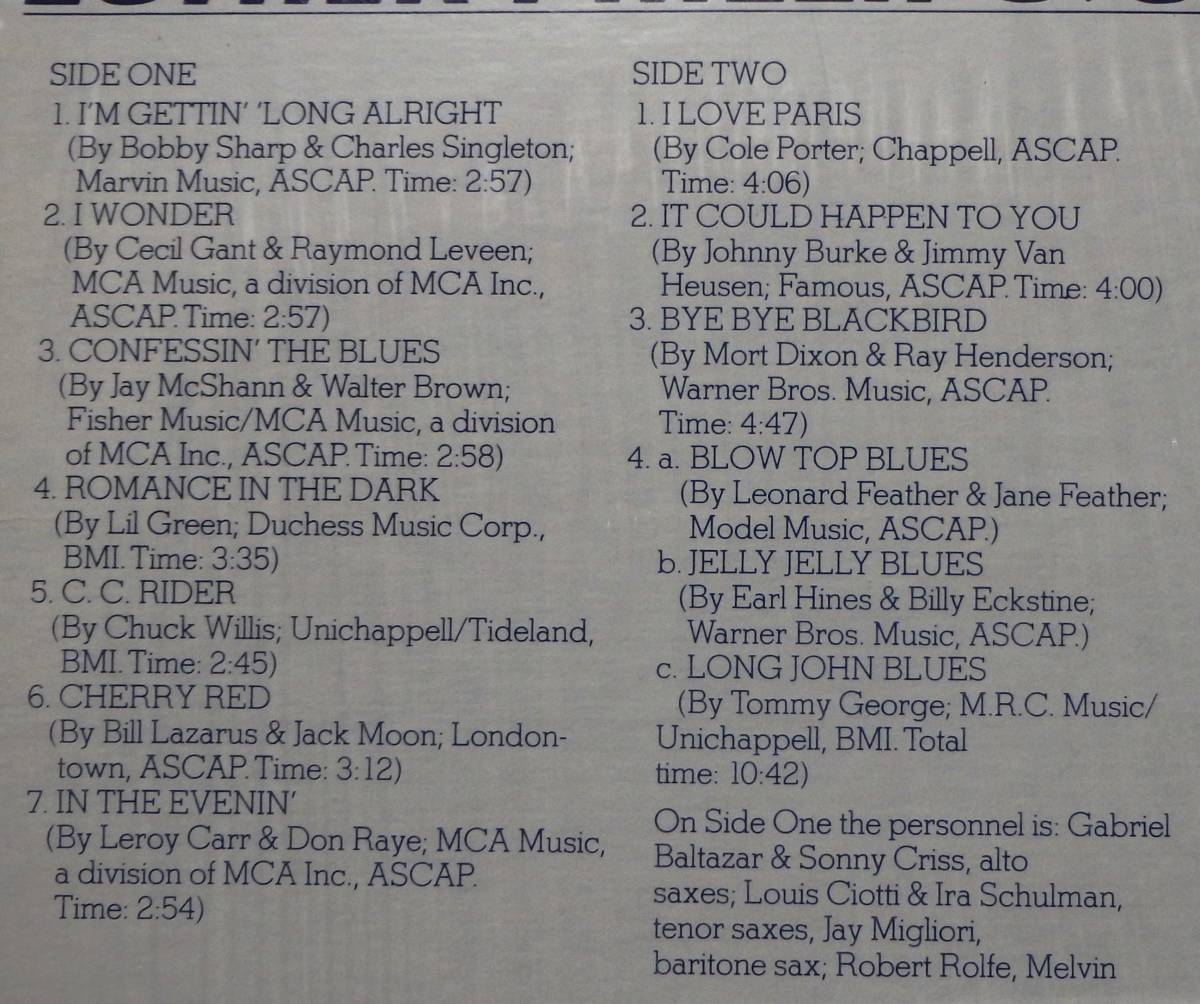 SIDE ONE
1. I'M GETTIN' 'LONG ALRIGHT
(By Bobby Sharp & Charles Singleton;
Marvin Music, ASCAP. Time: 2:57)
2. I WONDER
(By Cecil Gant & Raymond Leveen;
MCA Music, a division of MCA Inc.,
ASCAP. Time: 2:57)
3. CONFESSIN' THE BLUES
(By Jay McShann & Walter Brown;
Fisher Music/MCA Music, a division
of MCA Inc., ASCAP. Time: 2:58)
4. ROMANCE IN THE DARK
(By Lil Green; Duchess Music Corp.,
BMI. Time: 3:35)
5. C. C. RIDER
(By Chuck Willis; Unichappell/Tideland,
BMI. Time: 2:45)
6. CHERRY RED
(By Bill Lazarus & Jack Moon; London-
town, ASCAP. Time: 3:12)
7. IN THE EVENIN'
(By Leroy Carr & Don Raye; MCA Music,
a division of MCA Inc., ASCAP.
Time: 2:54)
SIDE TWO
1. I LOVE PARIS
(By Cole Porter; Chappell, ASCAP.
Time: 4:06)
2. IT COULD HAPPEN TO YOU
(By Johnny Burke & Jimmy Van
Heusen; Famous, ASCAP. Time: 4:00)
3. BYE BYE BLACKBIRD
(By Mort Dixon & Ray Henderson;
Warner Bros. Music, ASCAP.
Time: 4:47)
4. a. BLOW TOP BLUES
(By Leonard Feather & Jane Feather;
Model Music, ASCAP.)
b. JELLY JELLY BLUES
(By Earl Hines & Billy Eckstine;
Warner Bros. Music, ASCAP.)
c. LONG JOHN BLUES
(By Tommy George; M.R.C. Music/
Unichappell, BMI. Total
time: 10:42)
On Side One the personnel is: Gabriel
Baltazar & Sonny Criss, alto
saxes; Louis Ciotti & Ira Schulman,
tenor saxes, Jay Migliori,
baritone sax; Robert Rolfe, Melvin